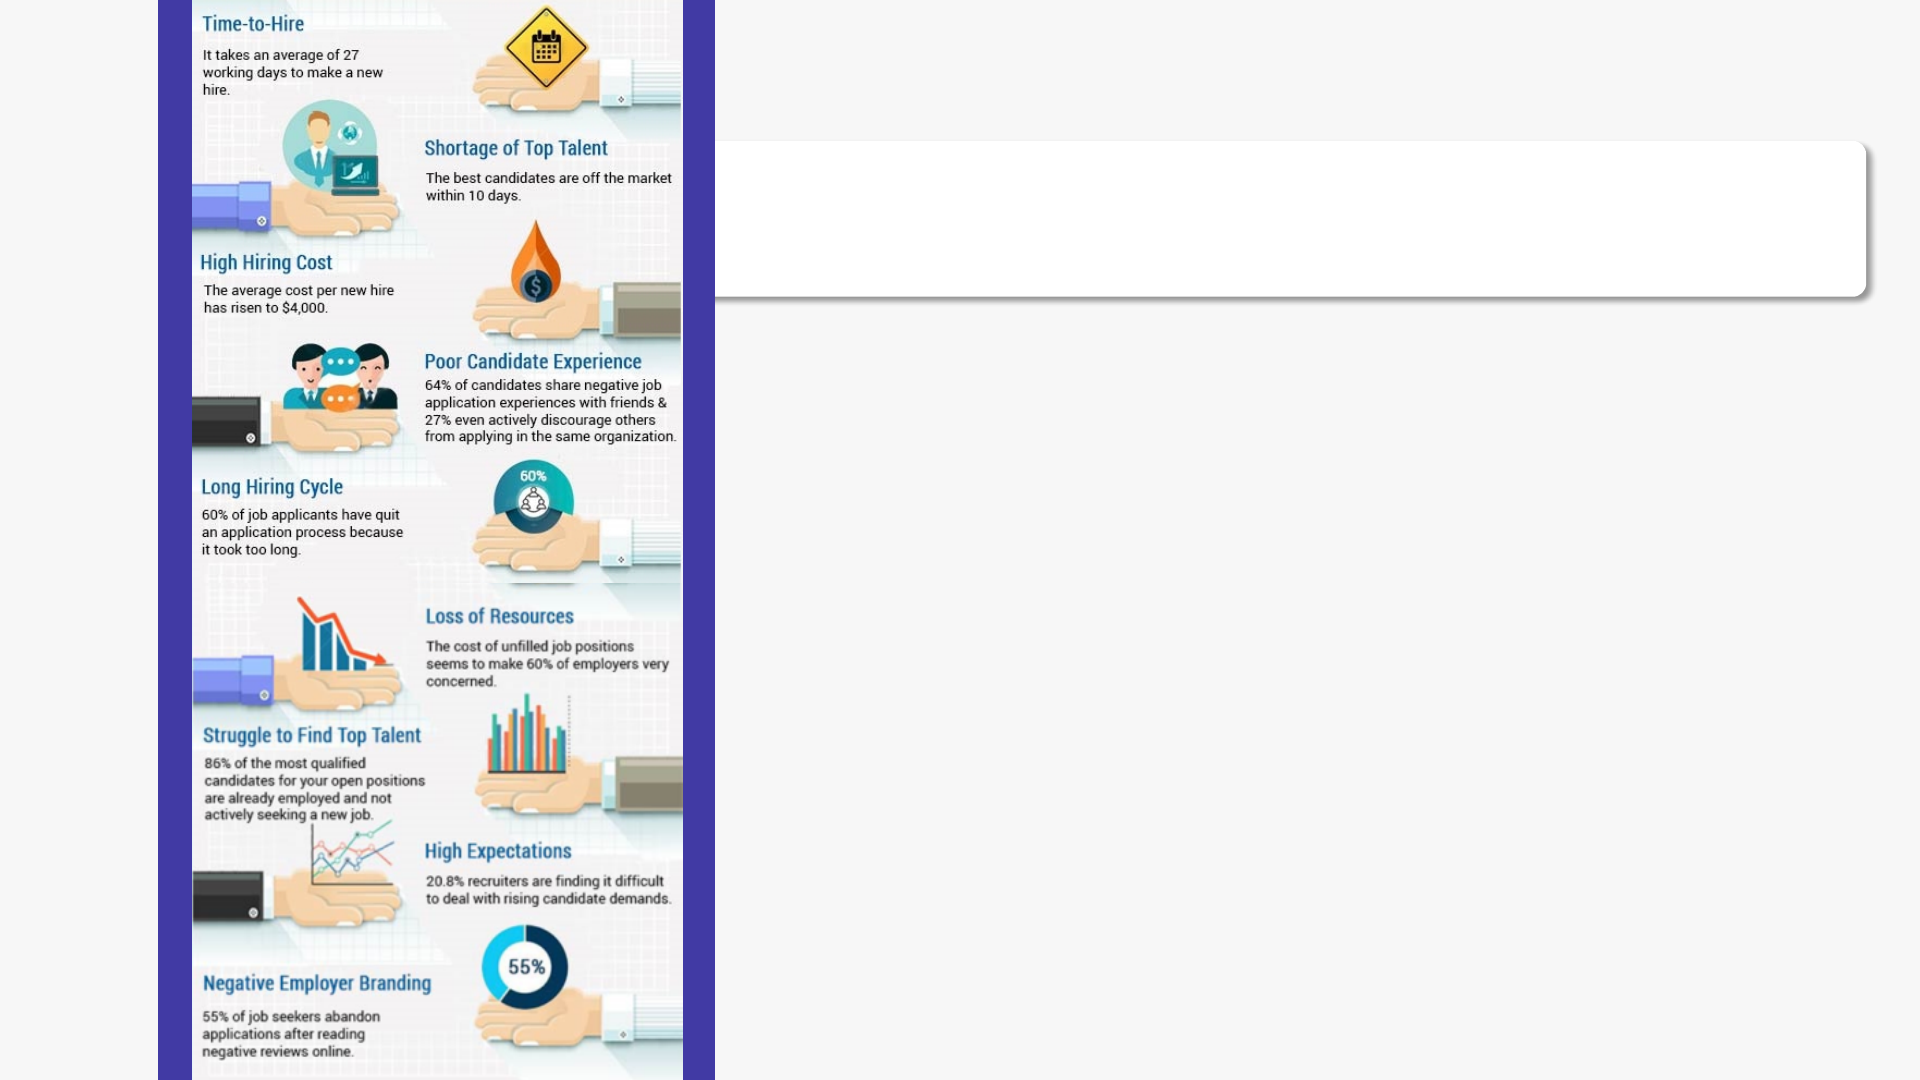 Time-to-Hire
It takes an average of 27
working days to make a new
hire.
Shortage of Top Talent
The best candidates are off the market
within 10 days.
High Hiring Cost
The average cost per new hire
has risen to $4,000.
$
Poor Candidate Experience
64% of candidates share negative job
application experiences with friends &
27% even actively discourage others
from applying in the same organization.
60%
Long Hiring Cycle
60% of job applicants have quit
an application process because
it took too long.
Loss of Resources
The cost of unfilled job positions
seems to make 60% of employers very
concerned.
Struggle to Find Top Talent
86% of the most qualified
candidates for your open positions
are already employed and not
actively seeking a new job.
High Expectations
20.8% recruiters are finding it difficult
to deal with rising candidate demands.
55%
Negative Employer Branding
55% of job seekers abandon
applications after reading
negative reviews online.